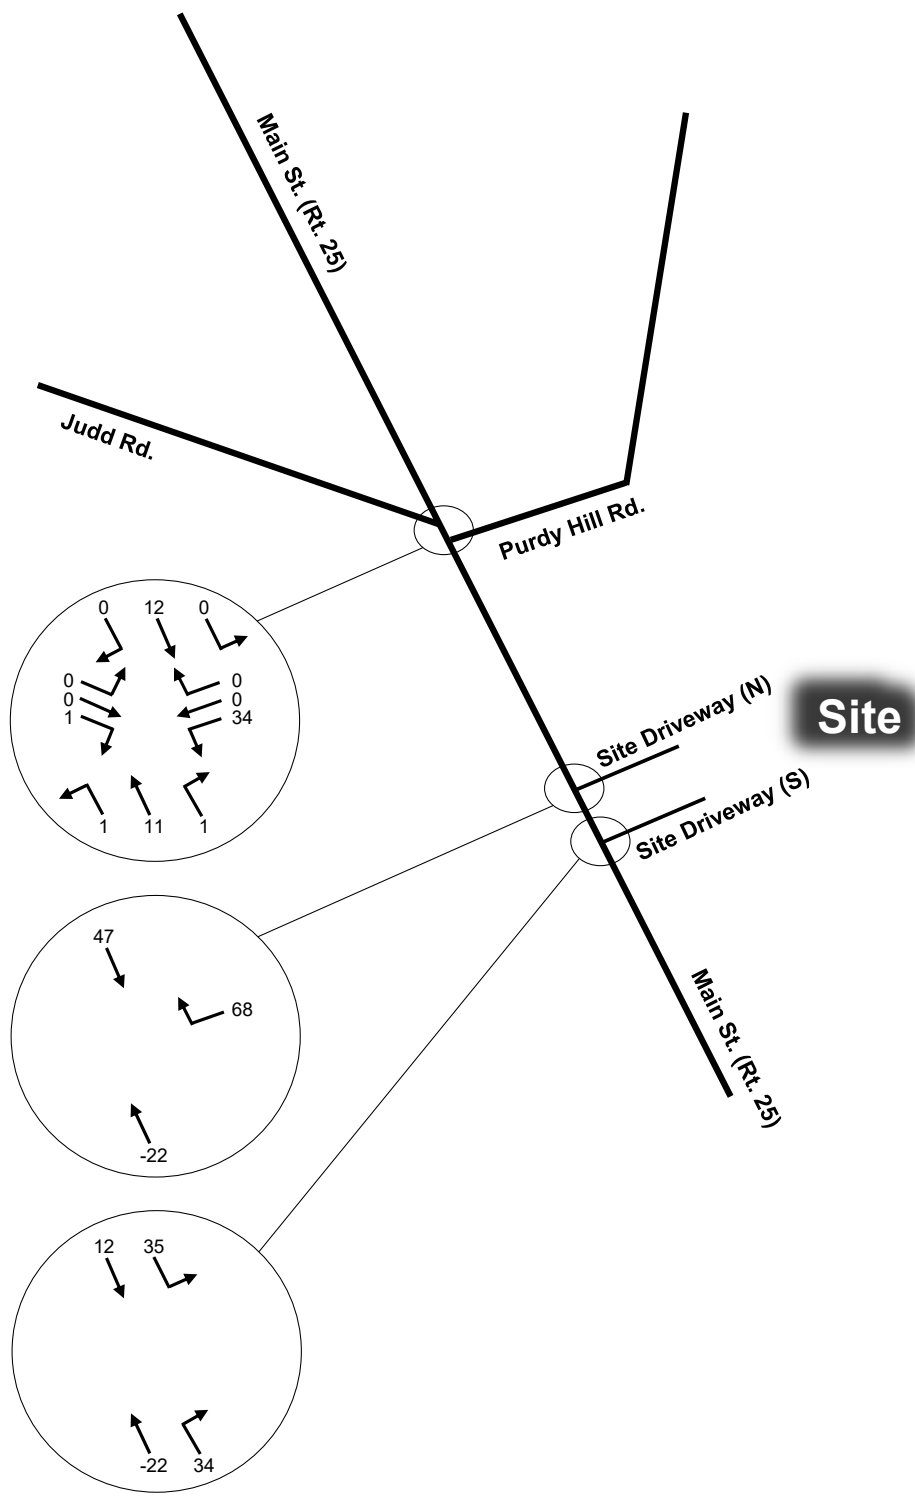 Main St. (Rt. 25)
Judd Rd.
Purdy Hill Rd.
0 12 0
0 0
0 0
1 34
1 11 1
Site Driveway (N)
Site
Site Driveway (S)
47
68
-22
Main St. (Rt. 25)
12 35
-22 34